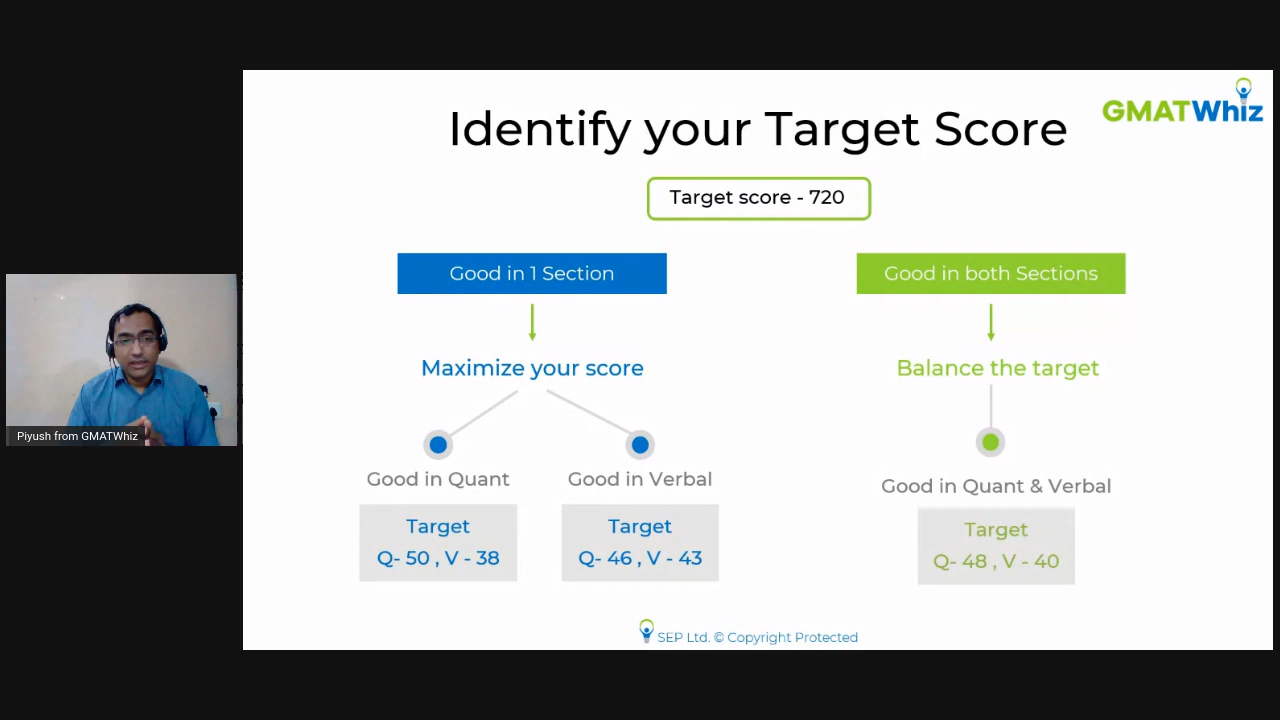 GMATWhiz
Identify your Target Score
Target score - 720
Good in 1 Section
Good in both Sections
Maximize your score
Balance the target
Good in Quant
Good in Verbal
Good in Quant & Verbal
Target
Q- 50 , V - 38
Target
Q- 46 , V - 43
Target
Q- 48 , V - 40
Piyush from GMATWhiz
SEP Ltd. © Copyright Protected